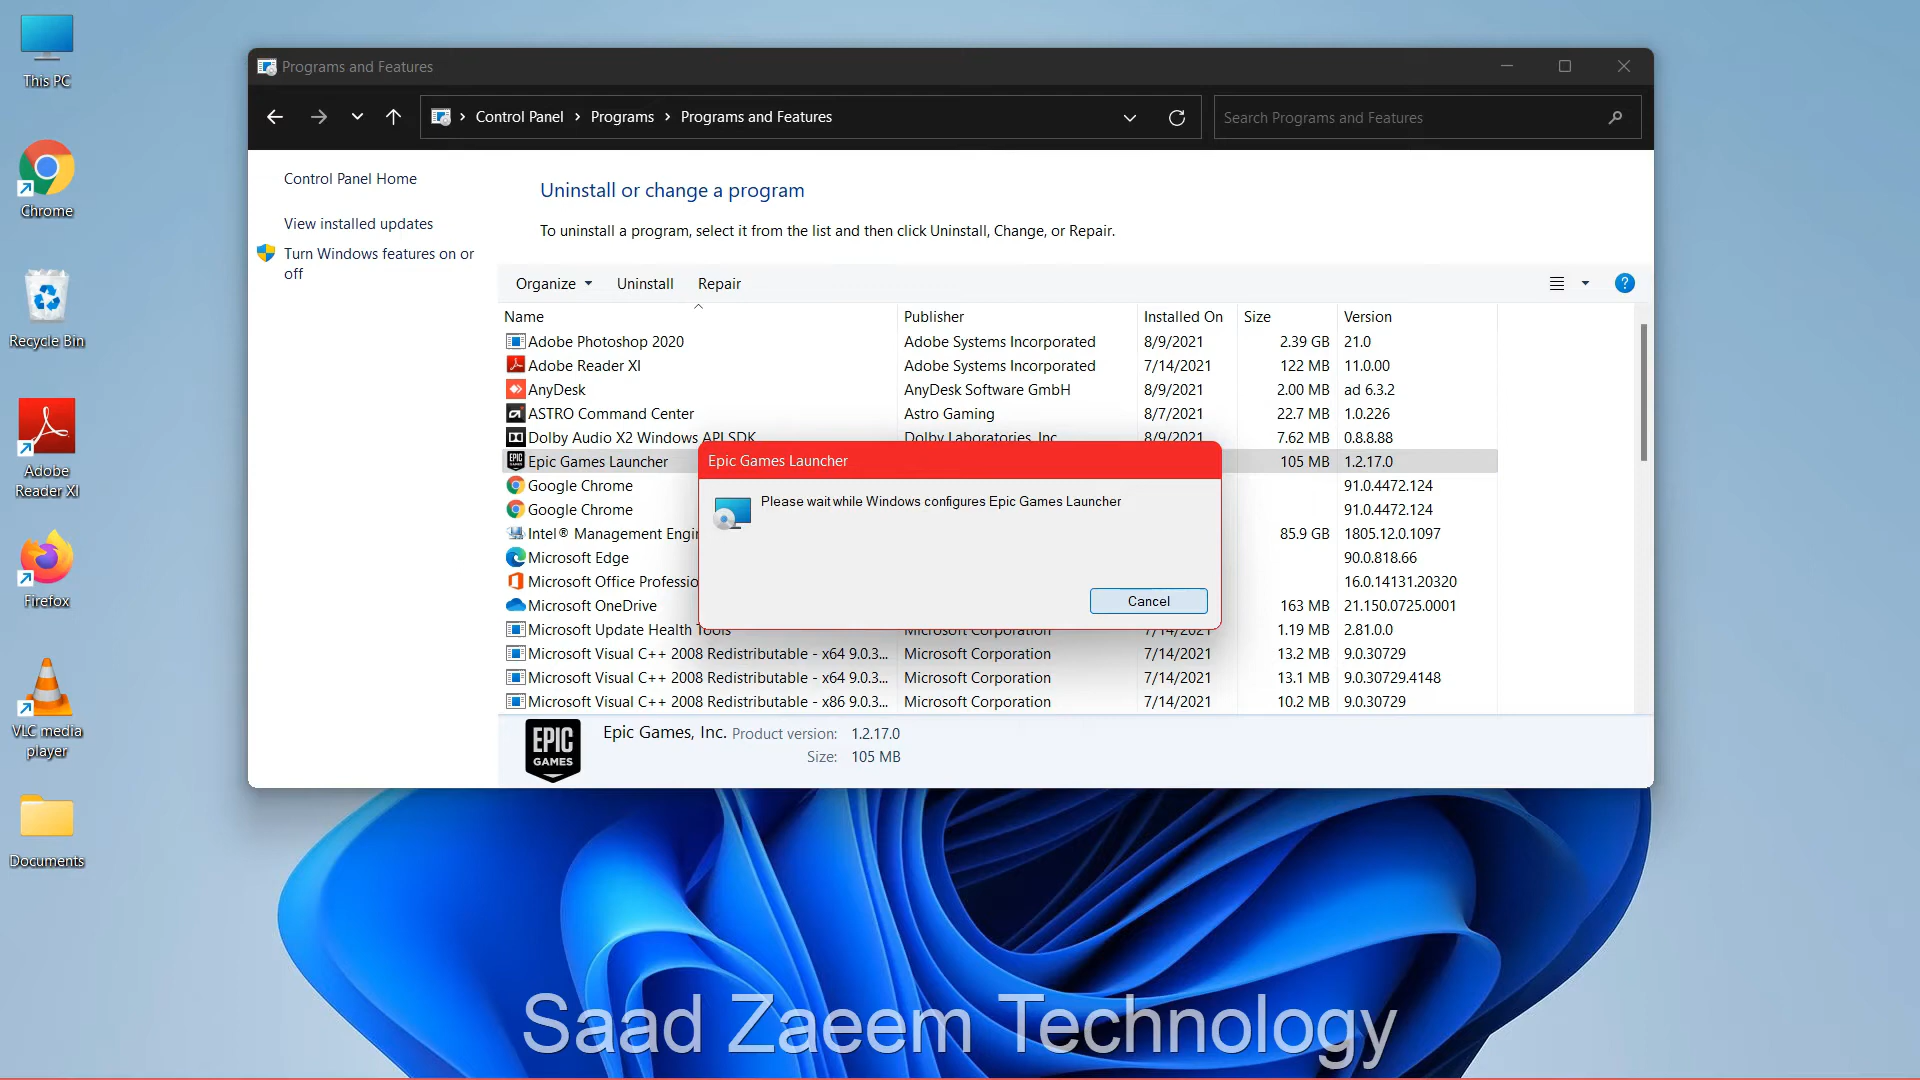 This PC
Chrome
Recycle Bin
Adobe
Reader XI
Firefox
VLC media
player
Documents
Programs and Features
Control Panel > Programs > Programs and Features
Search Programs and Features
Control Panel Home
View installed updates
Turn Windows features on or
off
Uninstall or change a program
To uninstall a program, select it from the list and then click Uninstall, Change, or Repair.
Organize Uninstall Repair ?
Name Publisher Installed On Size Version
Adobe Photoshop 2020 Adobe Systems Incorporated 8/9/2021 2.39 GB 21.0
Adobe Reader XI Adobe Systems Incorporated 7/14/2021 122 MB 11.0.00
AnyDesk AnyDesk Software GmbH 8/9/2021 2.00 MB ad 6.3.2
ASTRO Command Center Astro Gaming 8/7/2021 22.7 MB 1.0.226
Dolby Audio X2 Windows API SDK Dolby Laboratories, Inc. 8/9/2021 7.62 MB 0.8.8.88
Epic Games Launcher 105 MB 1.2.17.0
Google Chrome 91.0.4472.124
Google Chrome 91.0.4472.124
Intel® Management Engin 85.9 GB 1805.12.0.1097
Microsoft Edge 90.0.818.66
Microsoft Office Professio 16.0.14131.20320
Microsoft OneDrive 163 MB 21.150.0725.0001
Microsoft Update Health Tools Microsoft Corporation 7/14/2021 1.19 MB 2.81.0.0
Microsoft Visual C++ 2008 Redistributable - x64 9.0.3... Microsoft Corporation 7/14/2021 13.2 MB 9.0.30729
Microsoft Visual C++ 2008 Redistributable - x64 9.0.3... Microsoft Corporation 7/14/2021 13.1 MB 9.0.30729.4148
Microsoft Visual C++ 2008 Redistributable - x86 9.0.3... Microsoft Corporation 7/14/2021 10.2 MB 9.0.30729
Epic Games Launcher
Please wait while Windows configures Epic Games Launcher
Cancel
EPIC
GAMES
Epic Games, Inc. Product version: 1.2.17.0
Size: 105 MB
Saad Zaeem Technology